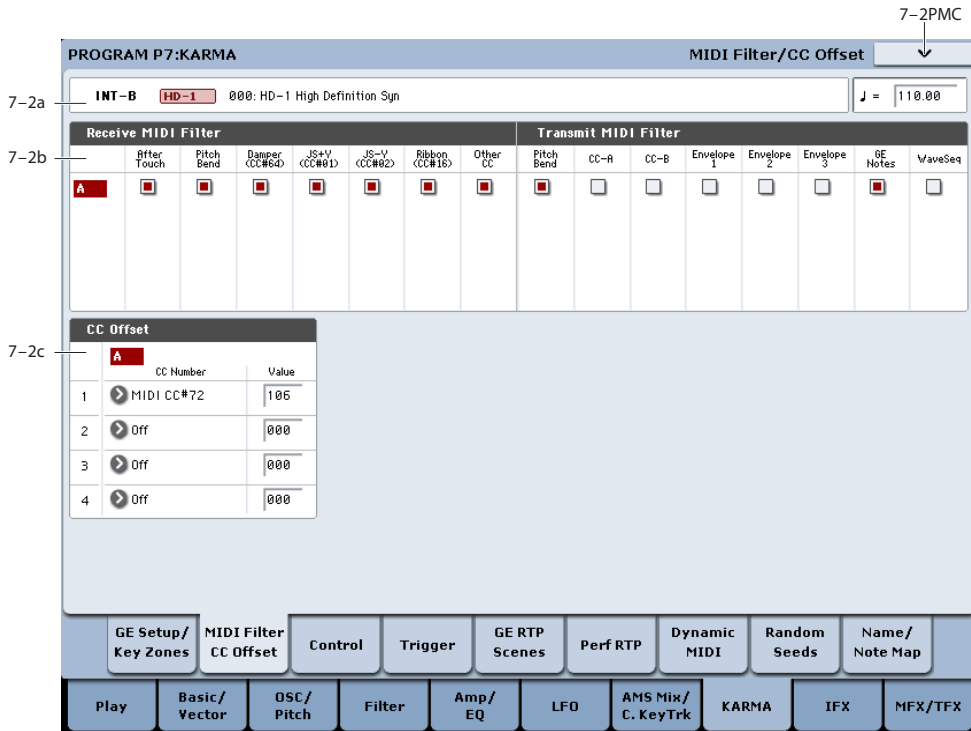 7–2PMC
PROGRAM P7:KARMA
MIDI Filter/CC Offset
7–2a
INT-B
HD-1
000: HD-1 High Definition Syn
♩ = 110.00
Receive MIDI Filter
Transmit MIDI Filter
7–2b
After Touch
Pitch Bend
Damper (CC#64)
JS+Y (CC#01)
JS-Y (CC#02)
Ribbon (CC#16)
Other CC
Pitch Bend
CC-A
CC-B
Envelope 1
Envelope 2
Envelope 3
GE Notes
WaveSeq
A
CC Offset
7–2c
A
CC Number
Value
1 MIDI CC#72 106
2 Off 000
3 Off 000
4 Off 000
GE Setup/ Key Zones
MIDI Filter CC Offset
Control
Trigger
GE RTP Scenes
Perf RTP
Dynamic MIDI
Random Seeds
Name/ Note Map
Play
Basic/ Vector
OSC/ Pitch
Filter
Amp/ EQ
LFO
AMS Mix/ C. KeyTrk
KARMA
IFX
MFX/TFX